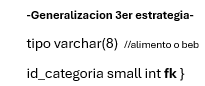 -Generalizacion 3er estrategia-
tipo varchar(8) //alimento o beb
id_categoria small int fk }